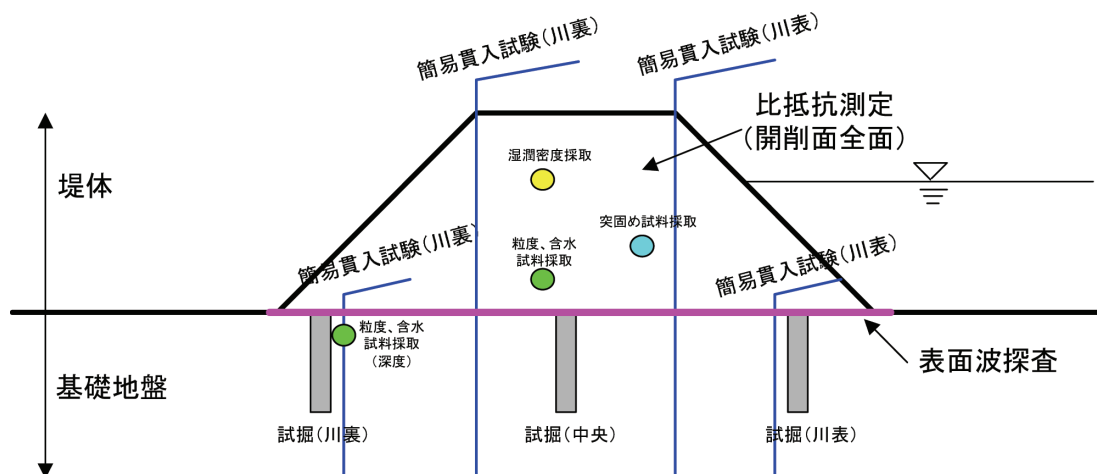 簡易貫入試験(川裏)
簡易貫入試験(川表)
比抵抗測定
(開削面全面)
湿潤密度採取
堤体
突固め試料採取
簡易貫入試験(川裏)
粒度、含水
試料採取
簡易貫入試験(川表)
粒度、含水
試料採取
(深度)
表面波探査
基礎地盤
試掘(川裏)
試掘(中央)
試掘(川表)